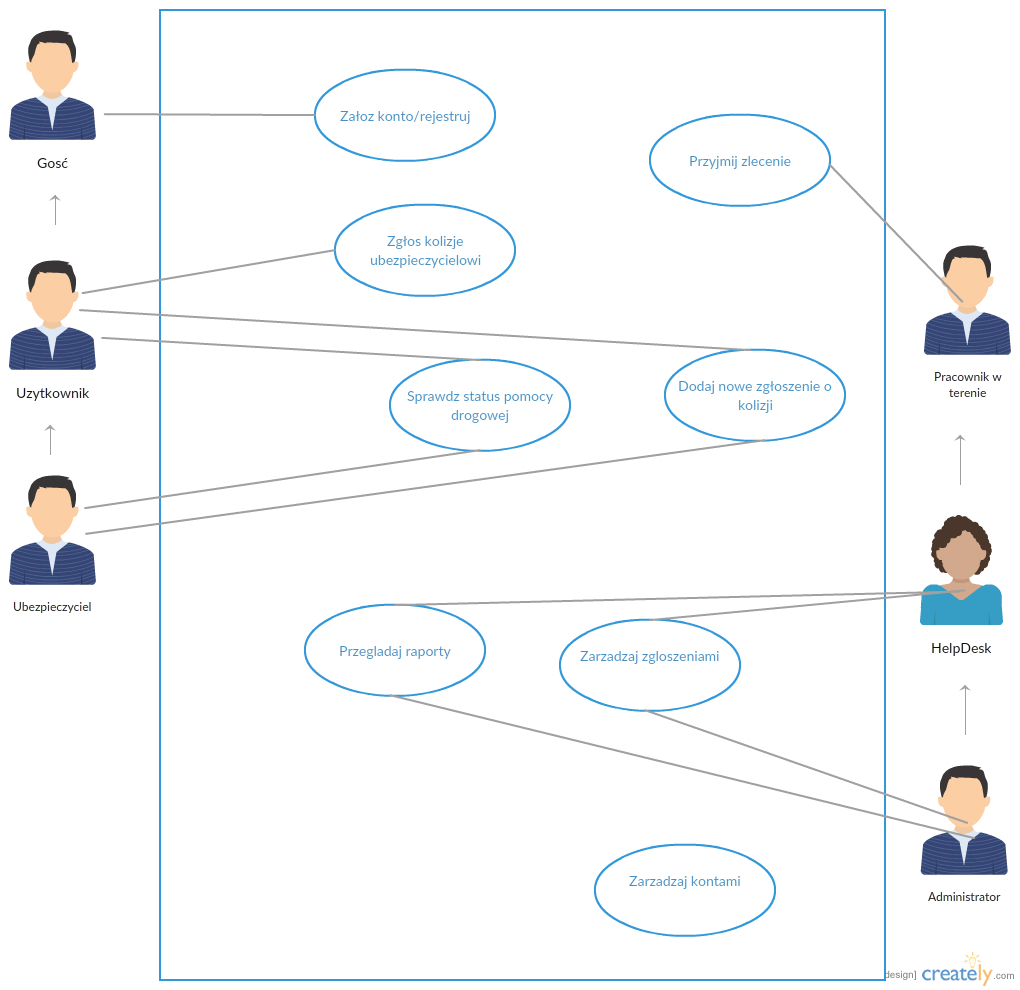 Załoz konto/rejestruj
Przyjmij zlecenie
Gosć
Zgłos kolizje
ubezpieczycielowi
Uzytkownik
Pracownik w
terenie
Sprawdz status pomocy
drogowej
Dodaj nowe zgłoszenie o
kolizji
Ubezpieczyciel
Przegladaj raporty
Zarzadzaj zgloszeniami
HelpDesk
Zarzadzaj kontami
Administrator
design] creately.com